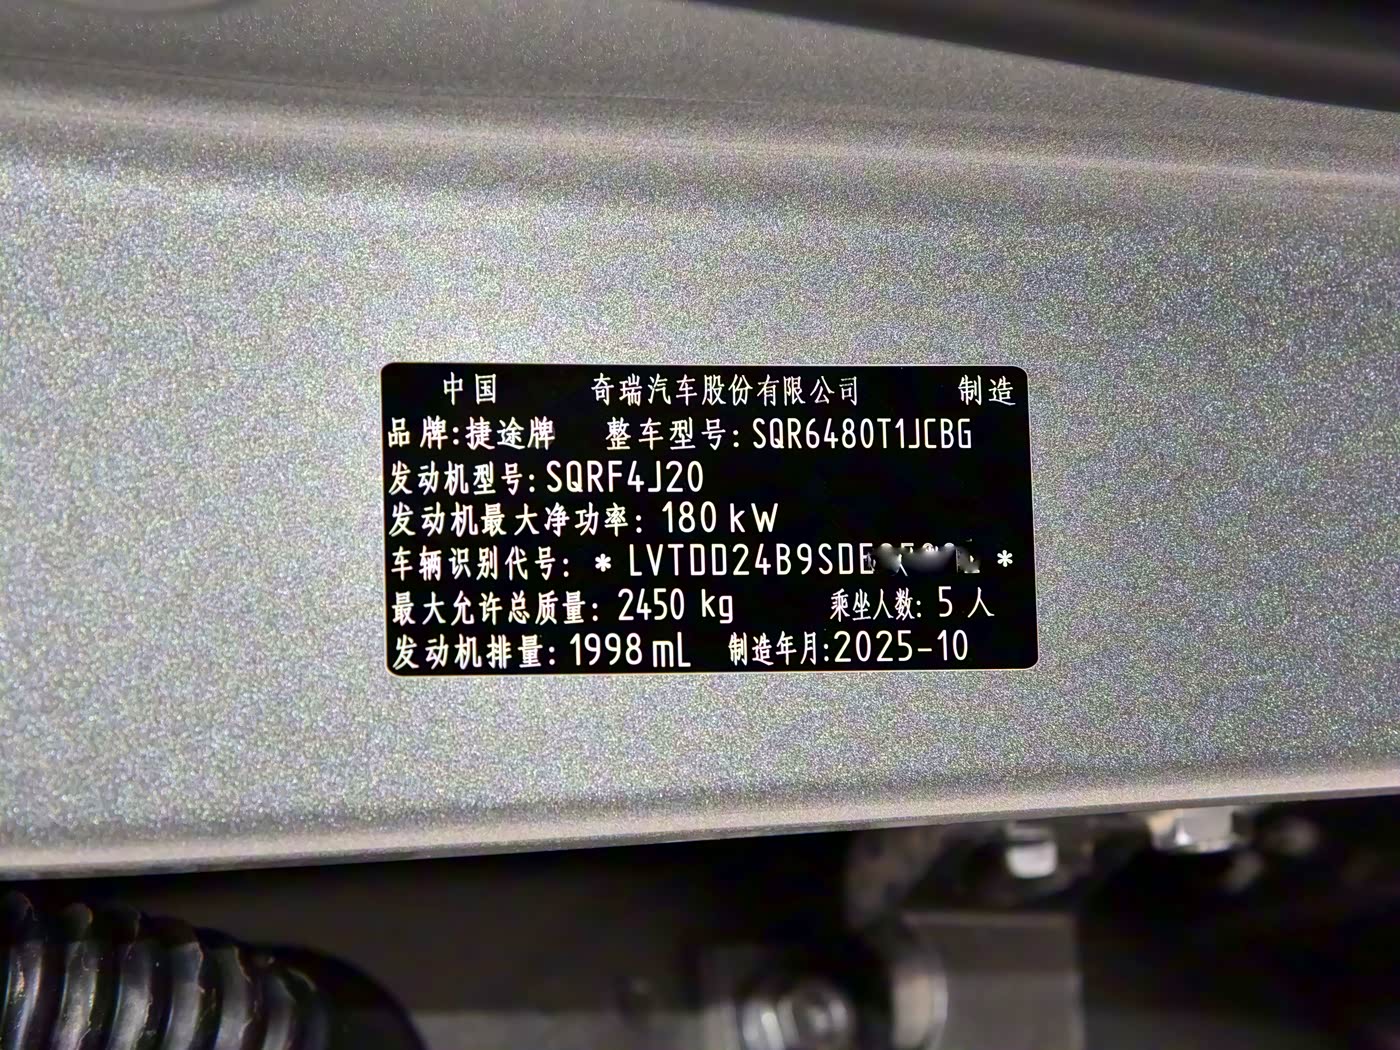 中国 奇瑞汽车股份有限公司 制造
品牌:捷途牌 整车型号:SQR6480T1JCBG
发动机型号:SQRF4J20
发动机最大净功率: 180 kW
车辆识别代号: * LVTDD24B9SD *
最大允许总质量: 2450 kg 乘坐人数: 5 人
发动机排量: 1998 mL 制造年月:2025-10